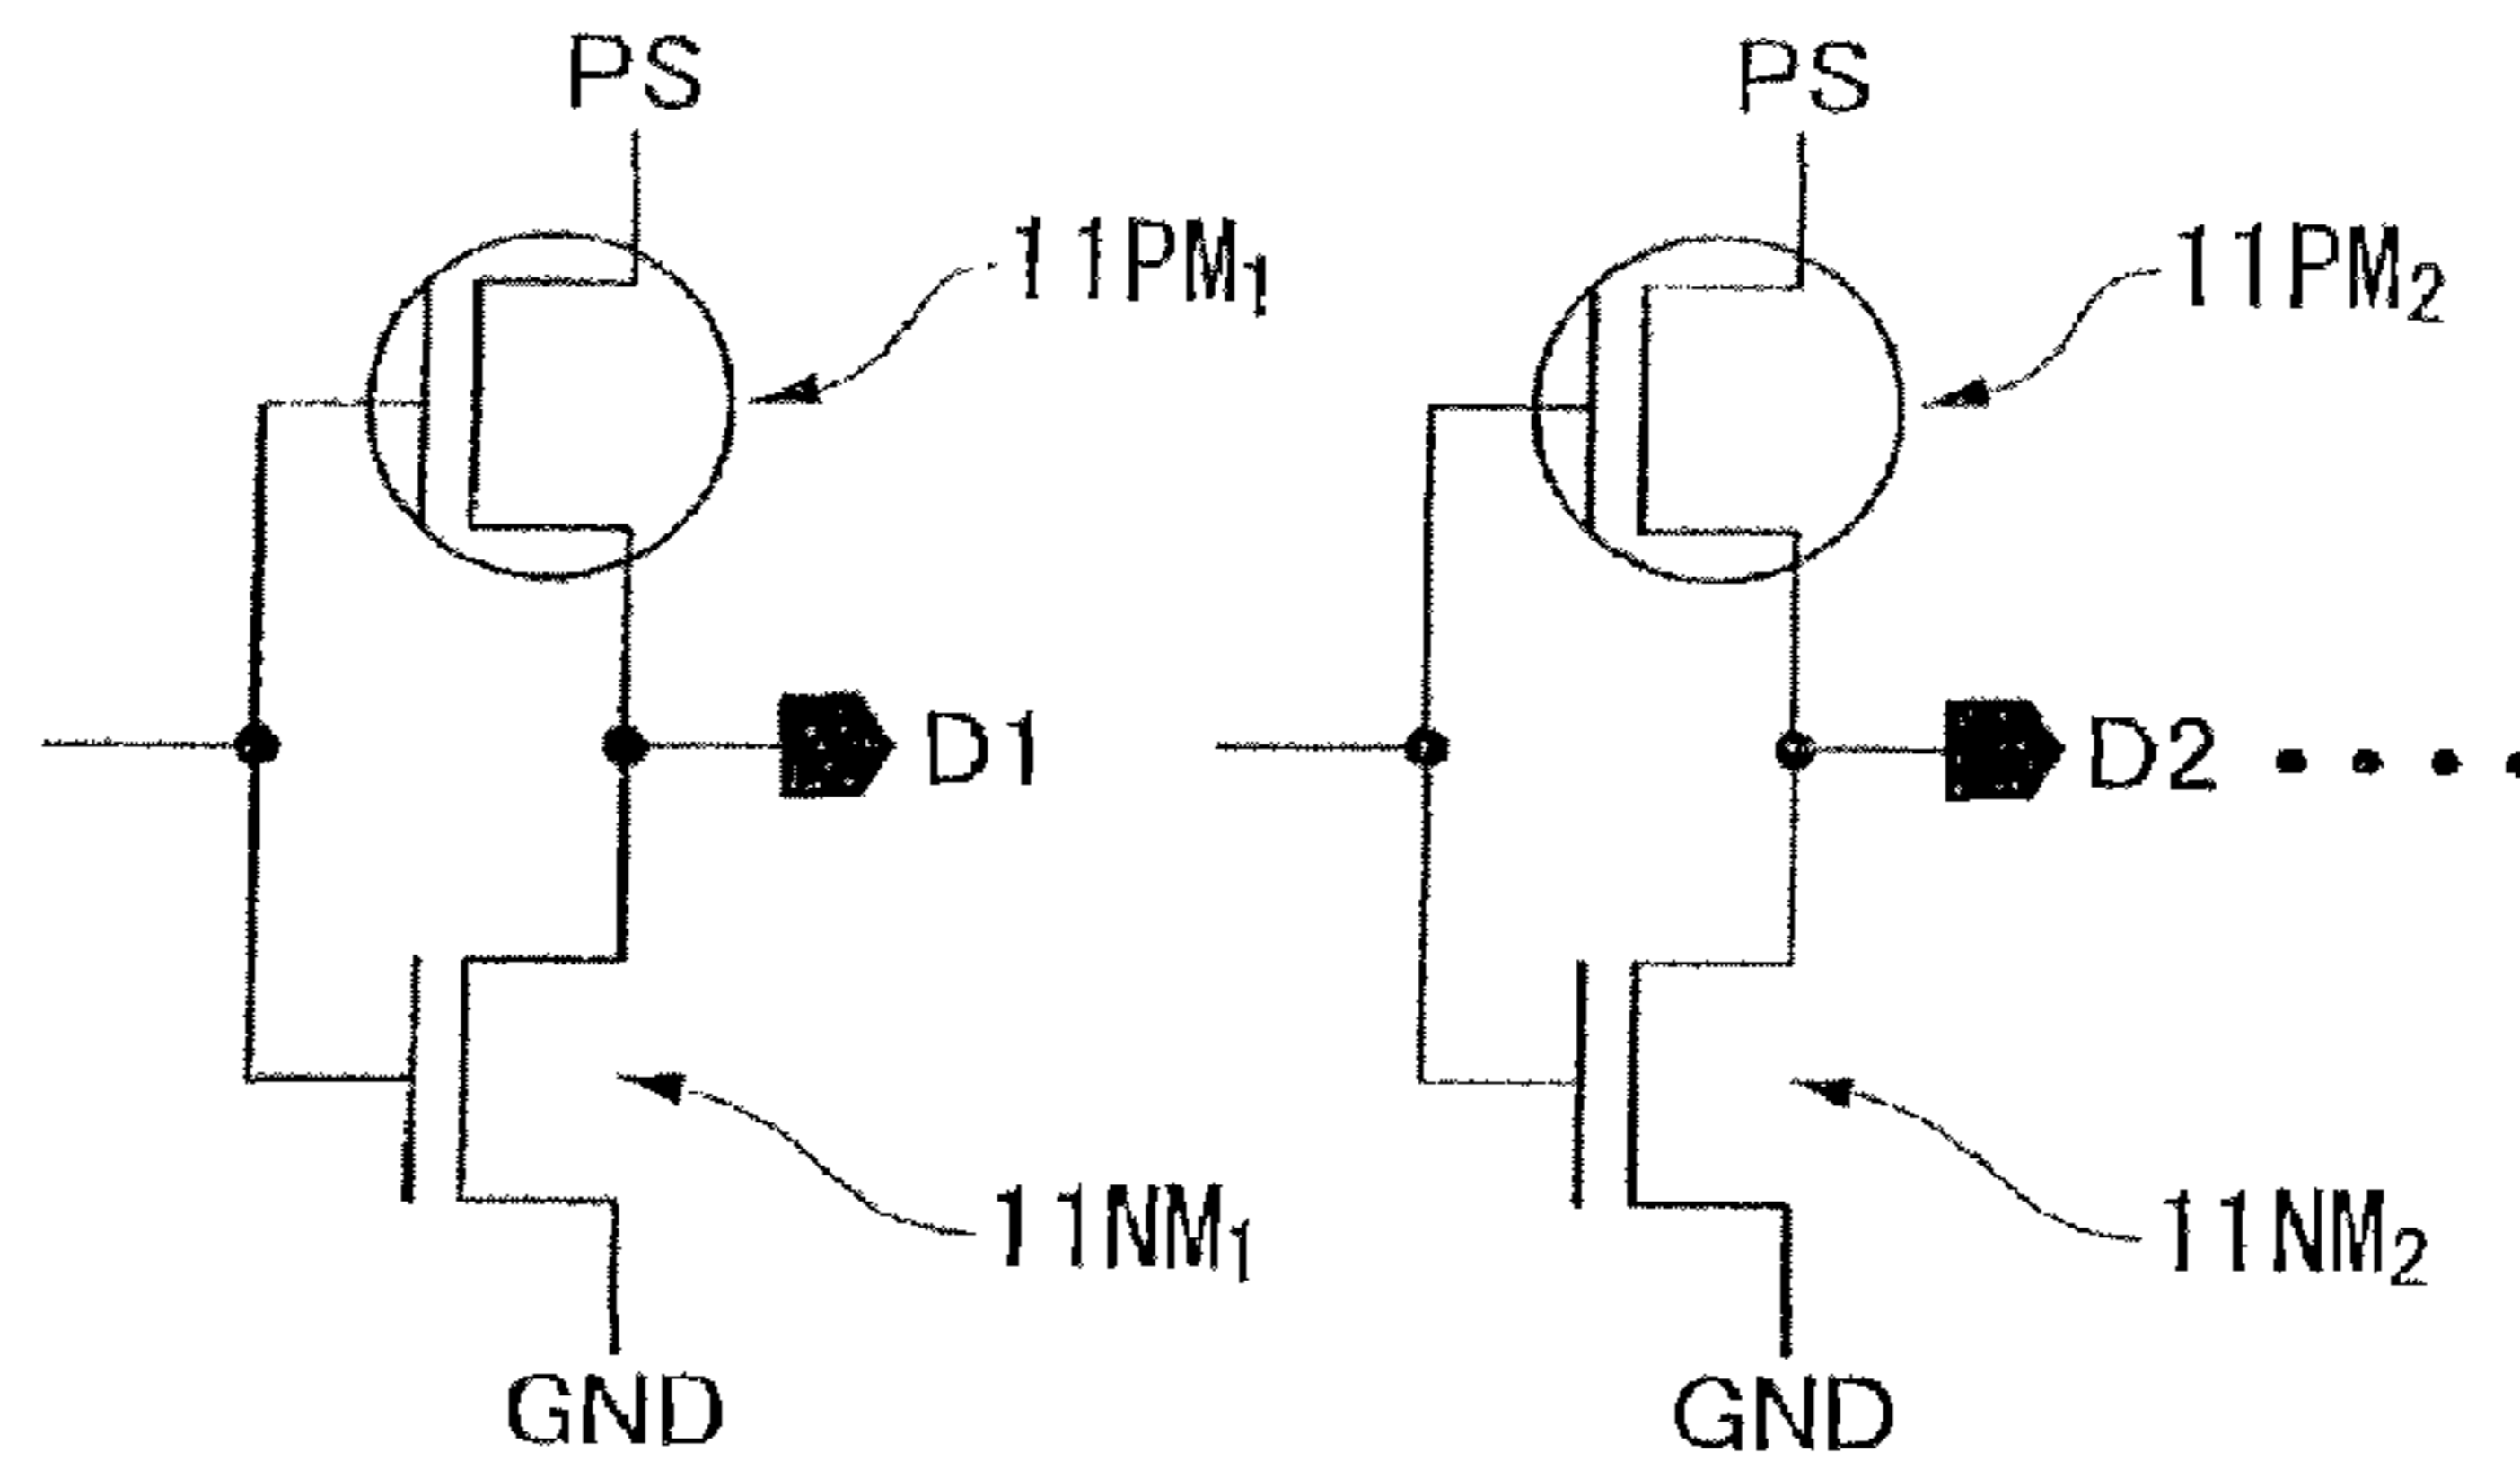 PS PS
11PM1 11PM2
D1 D2 • • • •
11NM1 11NM2
GND GND